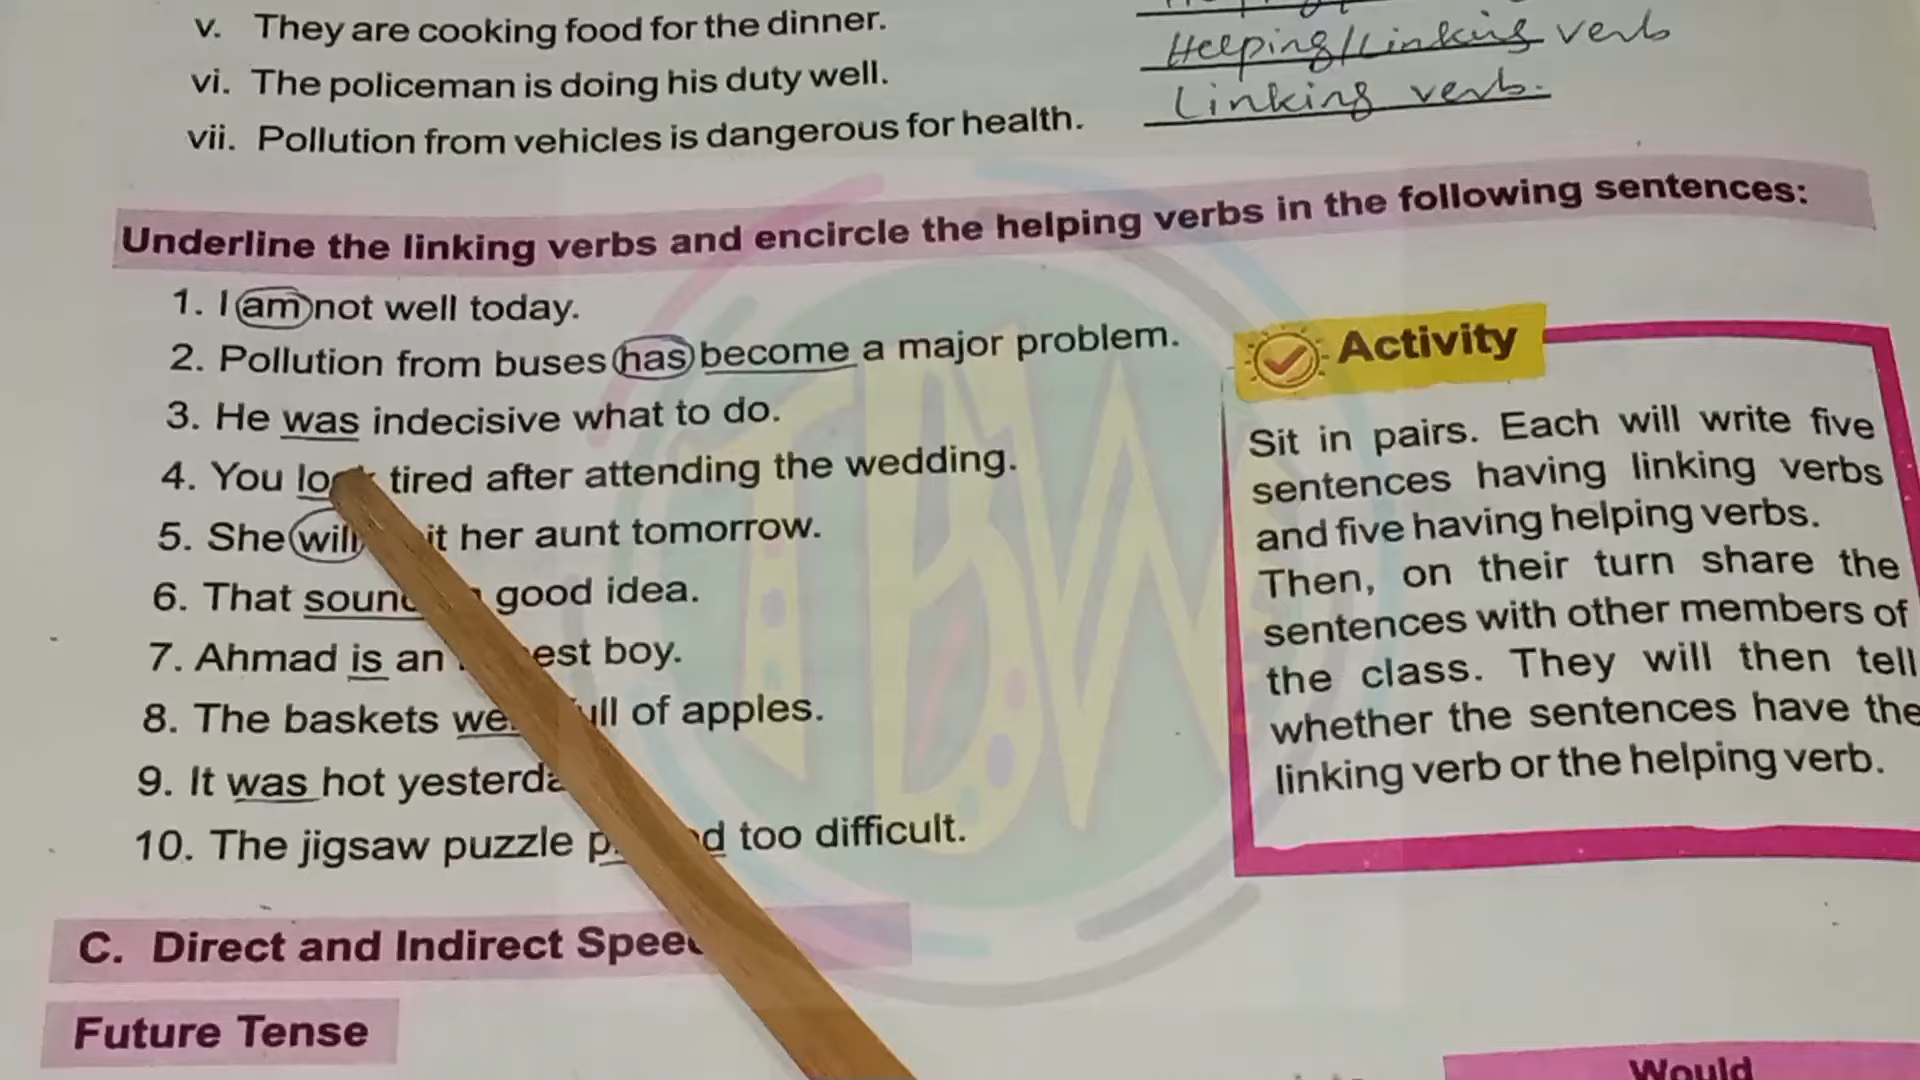 v. They are cooking food for the dinner.
Helping/Linking verb
vi. The policeman is doing his duty well.
Linking verb.
vii. Pollution from vehicles is dangerous for health.
Underline the linking verbs and encircle the helping verbs in the following sentences:
1. I am not well today.
2. Pollution from buses has become a major problem.
3. He was indecisive what to do.
4. You look tired after attending the wedding.
5. She will her aunt tomorrow.
6. That good idea.
7. Ahmad is an boy.
8. The baskets of apples.
9. It was hot
10. The jigsaw puzzle too difficult.
Activity
Sit in pairs. Each will write five
sentences having linking verbs
and five having helping verbs.
Then, on their turn share the
sentences with other members of
the class. They will then tell
whether the sentences have the
linking verb or the helping verb.
TBW
C. Direct and Indirect
Future Tense
Would